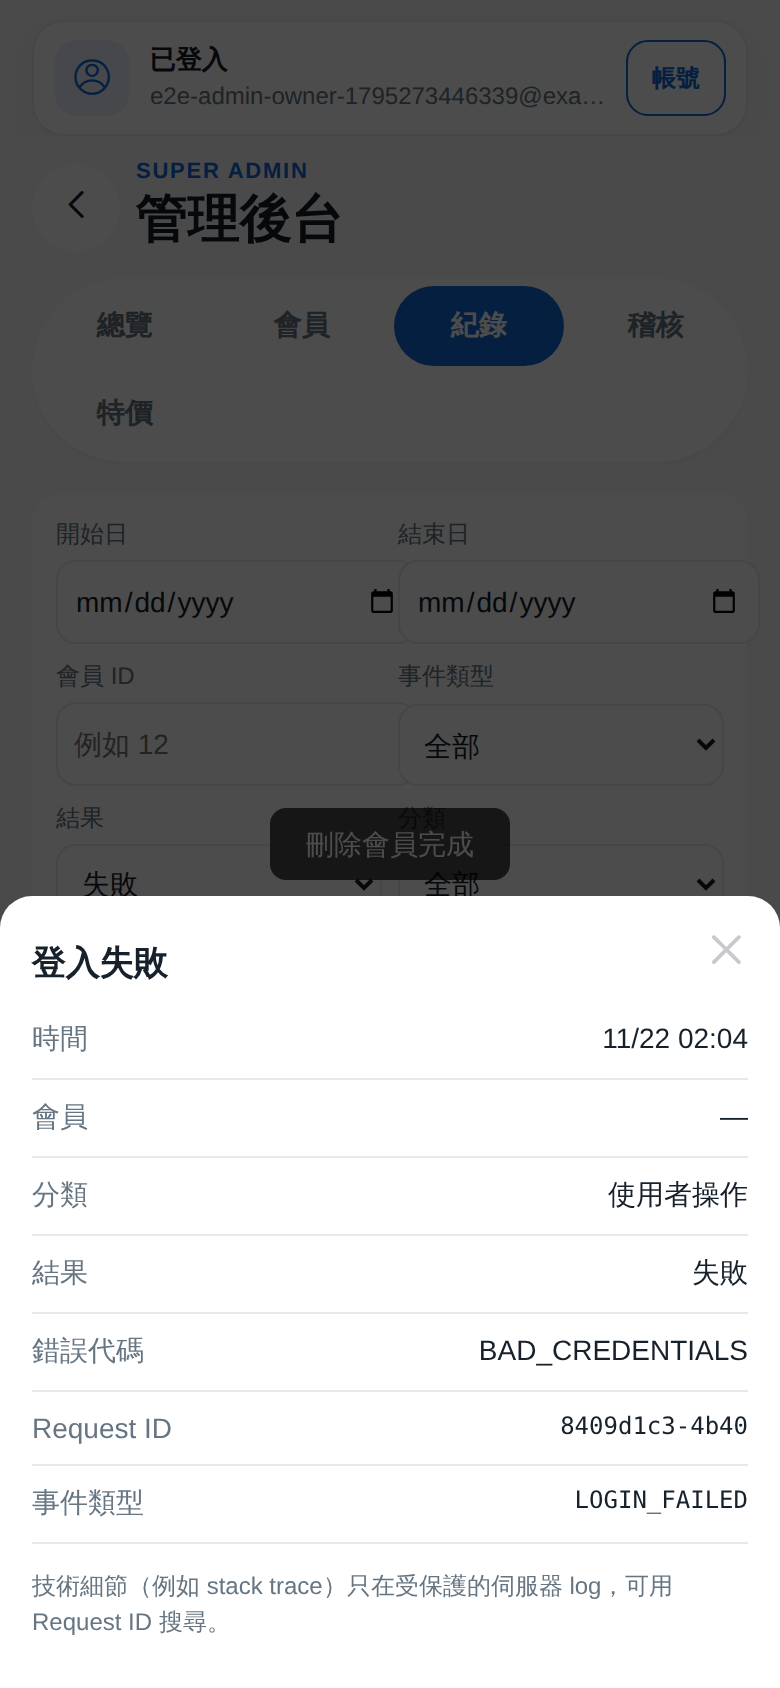 已登入
e2e-admin-owner-1795273446339@exa…
帳號
SUPER ADMIN
管理後台
總覽
會員
紀錄
稽核
特價
開始日
結束日
mm/dd/yyyy
mm/dd/yyyy
會員 ID
事件類型
例如 12
全部
結果
分類
刪除會員完成
失敗
全部
登入失敗
時間
11/22 02:04
會員
—
分類
使用者操作
結果
失敗
錯誤代碼
BAD_CREDENTIALS
Request ID
8409d1c3-4b40
事件類型
LOGIN_FAILED
技術細節（例如 stack trace）只在受保護的伺服器 log，可用
Request ID 搜尋。